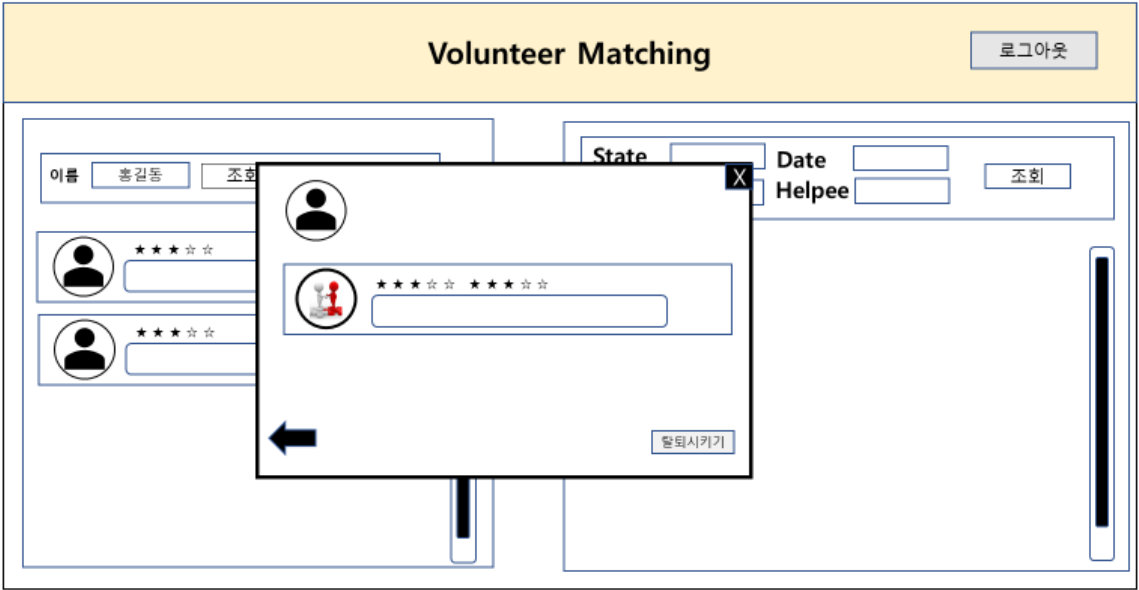 Volunteer Matching
로그아웃
이름 홍길동 조회
★★★☆☆
★★★☆☆
State Date
Helpee
조회
X
★★★☆☆ ★★★☆☆
탈퇴시키기